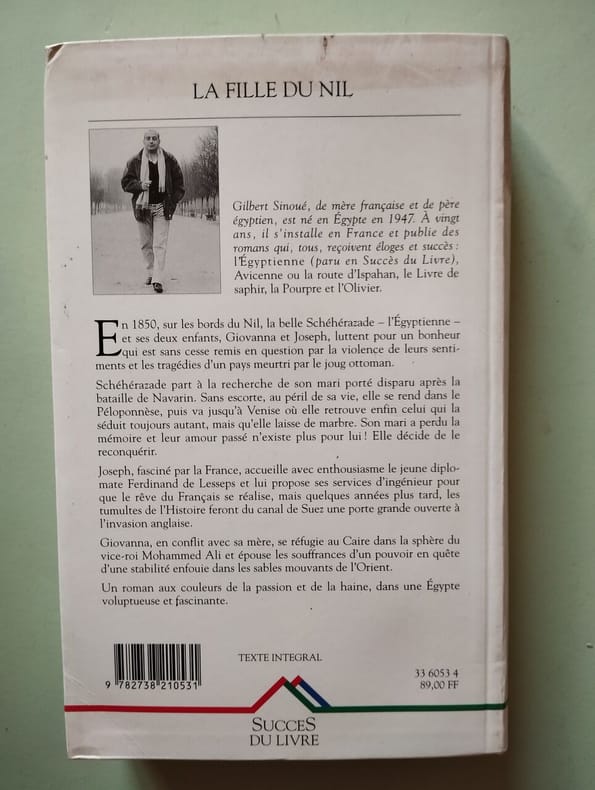 LA FILLE DU NIL
Gilbert Sinoué, de mère française et de père
égyptien, est né en Égypte en 1947. À vingt
ans, il s'installe en France et publie des
romans qui, tous, reçoivent éloges et succès :
l'Égyptienne (paru en Succès du Livre),
Avicenne ou la route d'Ispahan, le Livre de
saphir, la Pourpre et l'Olivier.
En 1850, sur les bords du Nil, la belle Schéhérazade – l'Égyptienne –
et ses deux enfants, Giovanna et Joseph, luttent pour un bonheur
qui est sans cesse remis en question par la violence de leurs senti-
ments et les tragédies d'un pays meurtri par le joug ottoman.
Schéhérazade part à la recherche de son mari porté disparu après la
bataille de Navarin. Sans escorte, au péril de sa vie, elle se rend dans le
Péloponnèse, puis va jusqu'à Venise où elle retrouve enfin celui qui la
séduit toujours autant, mais qu'elle laisse de marbre. Son mari a perdu la
mémoire et leur amour passé n'existe plus pour lui ! Elle décide de le
reconquérir.
Joseph, fasciné par la France, accueille avec enthousiasme le jeune diplo-
mate Ferdinand de Lesseps et lui propose ses services d'ingénieur pour
que le rêve du Français se réalise, mais quelques années plus tard, les
tumultes de l'Histoire feront du canal de Suez une porte grande ouverte à
l'invasion anglaise.
Giovanna, en conflit avec sa mère, se réfugie au Caire dans la sphère du
vice-roi Mohammed Ali et épouse les souffrances d'un pouvoir en quête
d'une stabilité enfouie dans les sables mouvants de l'Orient.
Un roman aux couleurs de la passion et de la haine, dans une Égypte
voluptueuse et fascinante.
TEXTE INTEGRAL
33 6053 4
89,00 FF
9 782738 210531
SUCCES
DU LIVRE